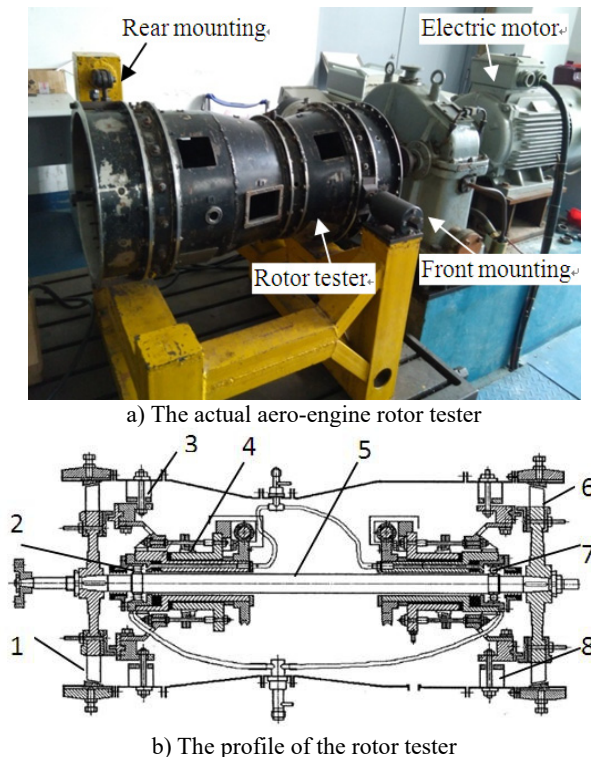 Rear mounting
Electric motor
Rotor tester
Front mounting
a) The actual aero-engine rotor tester
3
4
5
6
2
7
1
8
b) The profile of the rotor tester